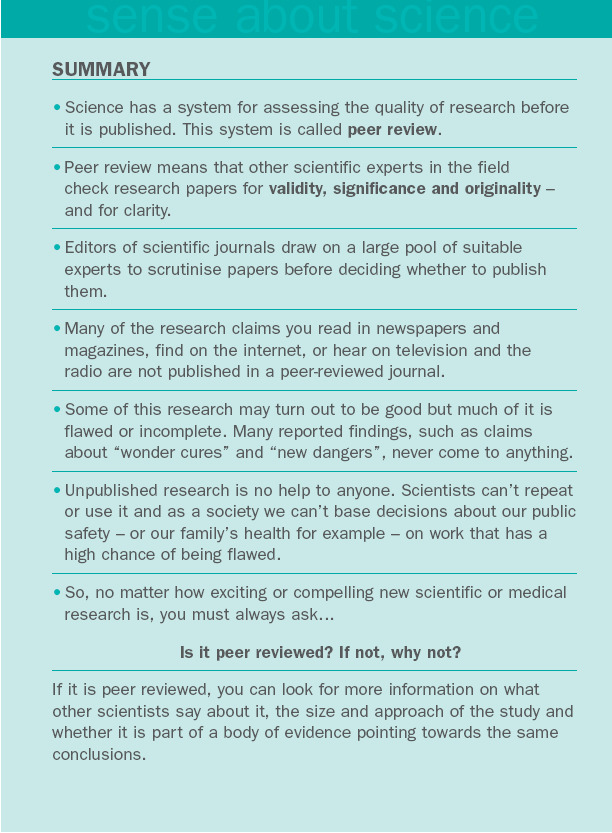 sense about science
SUMMARY
• Science has a system for assessing the quality of research before
it is published. This system is called peer review.
• Peer review means that other scientific experts in the field
check research papers for validity, significance and originality –
and for clarity.
• Editors of scientific journals draw on a large pool of suitable
experts to scrutinise papers before deciding whether to publish
them.
• Many of the research claims you read in newspapers and
magazines, find on the internet, or hear on television and the
radio are not published in a peer-reviewed journal.
• Some of this research may turn out to be good but much of it is
flawed or incomplete. Many reported findings, such as claims
about “wonder cures” and “new dangers”, never come to anything.
• Unpublished research is no help to anyone. Scientists can’t repeat
or use it and as a society we can’t base decisions about our public
safety – or our family’s health for example – on work that has a
high chance of being flawed.
• So, no matter how exciting or compelling new scientific or medical
research is, you must always ask...
Is it peer reviewed? If not, why not?
If it is peer reviewed, you can look for more information on what
other scientists say about it, the size and approach of the study and
whether it is part of a body of evidence pointing towards the same
conclusions.